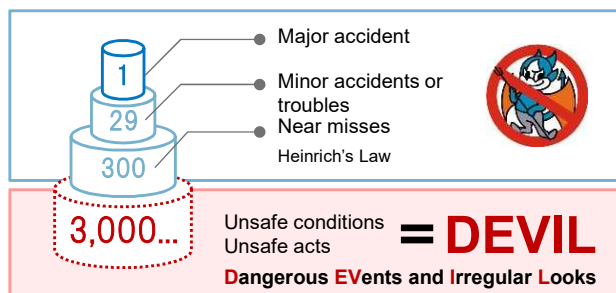 1
Major accident
29
Minor accidents or
troubles
300
Near misses
Heinrich's Law
3,000...
Unsafe conditions
Unsafe acts
= DEVIL
Dangerous EVents and Irregular Looks